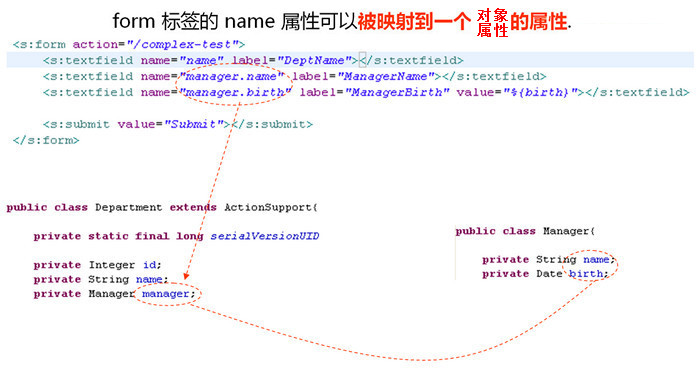 form 标签的 name 属性可以被映射到一个 对象属性 的属性.
<s:form action="/complex-test">
<s:textfield name="name" label="DeptName"></s:textfield>
<s:textfield name="manager.name" label="ManagerName"></s:textfield>
<s:textfield name="manager.birth" label="ManagerBirth" value="%{birth}"></s:textfield>
<s:submit value="Submit"></s:submit>
</s:form>
public class Department extends ActionSupport{
private static final long serialVersionUID
private Integer id;
private String name;
private Manager manager;
public class Manager{
private String name;
private Date birth;